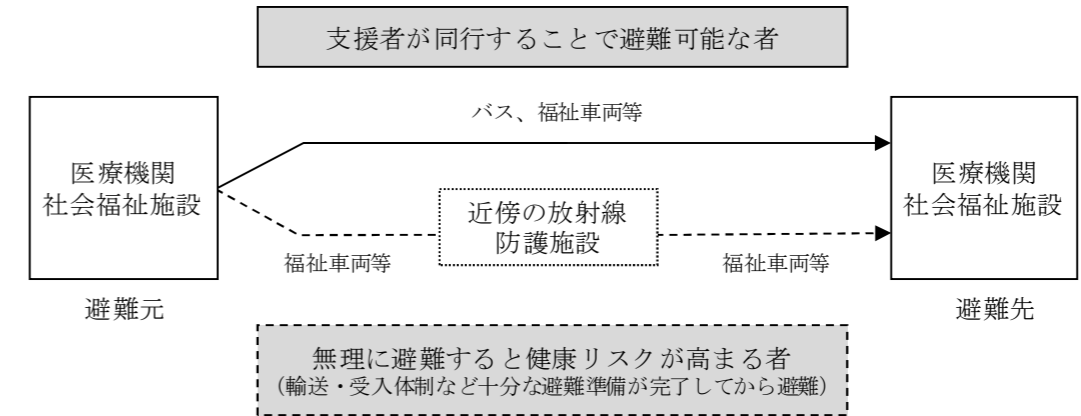 支援者が同行することで避難可能な者
バス、福祉車両等
医療機関
社会福祉施設
医療機関
社会福祉施設
近傍の放射線
防護施設
福祉車両等
福祉車両等
避難元
避難先
無理に避難すると健康リスクが高まる者
（輸送・受入体制など十分な避難準備が完了してから避難）